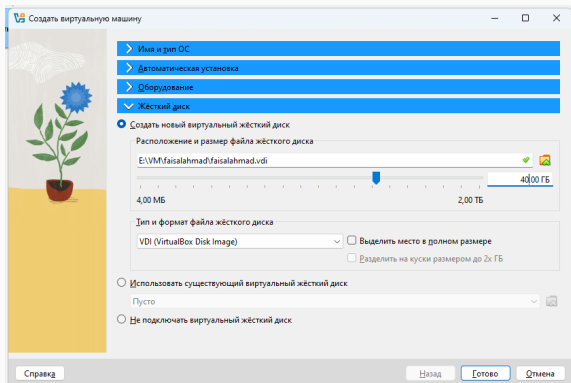 Создать виртуальную машину
Имя и тип ОС
Автоматическая установка
Оборудование
Жёсткий диск
Создать новый виртуальный жёсткий диск
Расположение и размер файла жёсткого диска
E:\VM\faisalahmad\faisalahmad.vdi
40,00 ГБ
4,00 МБ
2,00 ТБ
Тип и формат файла жёсткого диска
VDI (VirtualBox Disk Image)
Выделить место в полном размере
Разделить на куски размером до 2х ГБ
Использовать существующий виртуальный жёсткий диск
Пусто
Не подключать виртуальный жёсткий диск
Справка
Назад
Готово
Отмена